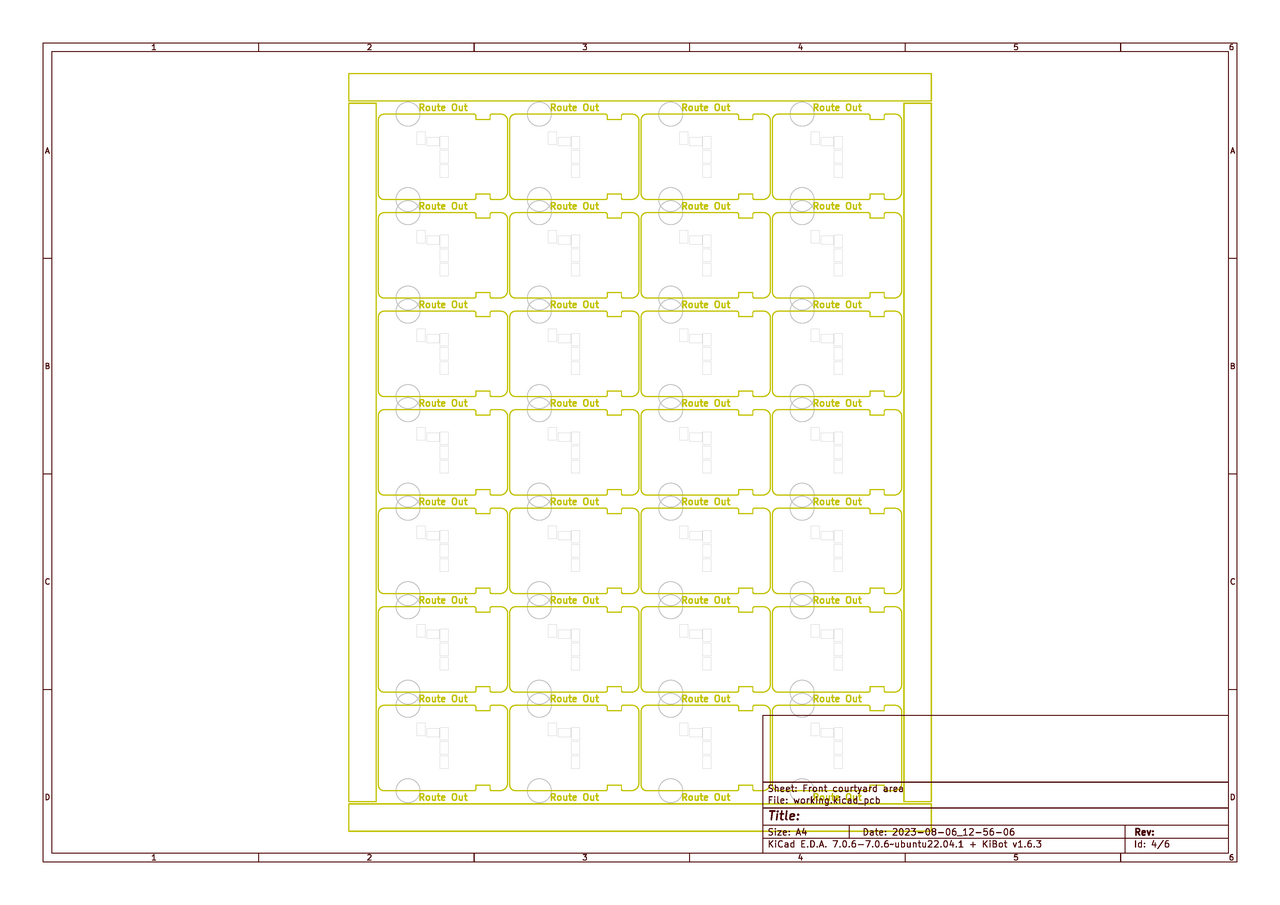 1 2 3 4 5 6
Route Out Route Out Route Out Route Out
A A
Route Out Route Out Route Out Route Out
Route Out Route Out Route Out Route Out
B B
Route Out Route Out Route Out Route Out
Route Out Route Out Route Out Route Out
C C
Route Out Route Out Route Out Route Out
Route Out Route Out Route Out Route Out
Sheet: Front courtyard area
D D
Route Out Route Out Route Out Route Out
File: working.kicad_pcb
Title:
Size: A4 Date: 2023-08-06_12-56-06 Rev:
KiCad E.D.A. 7.0.6-7.0.6~ubuntu22.04.1 + KiBot v1.6.3 Id: 4/6
1 2 3 4 5 6